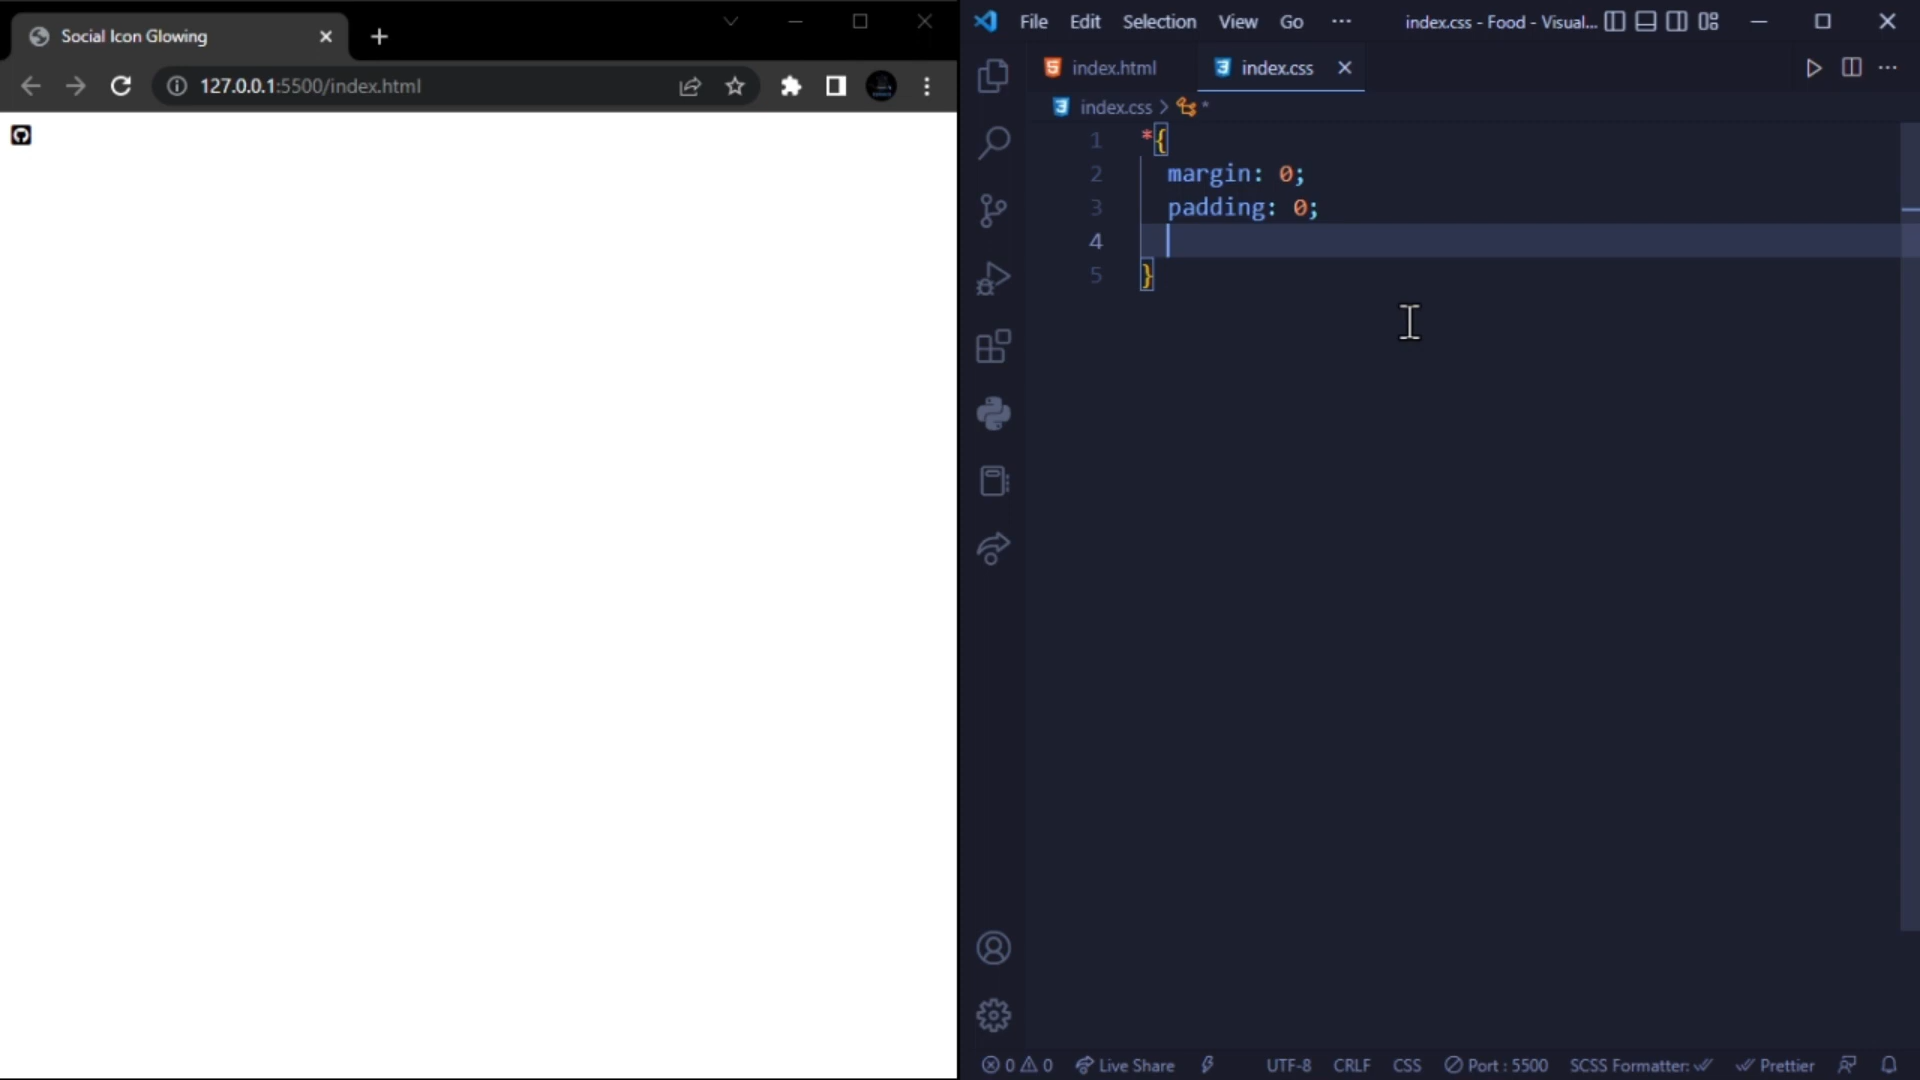 Social Icon Glowing
127.0.0.1:5500/index.html
File Edit Selection View Go ··· index.css - Food - Visual...
index.html index.css
index.css > *
1 *{
2 margin: 0;
3 padding: 0;
4
5 }
0 0 Live Share UTF-8 CRLF CSS Port : 5500 SCSS Formatter: Prettier